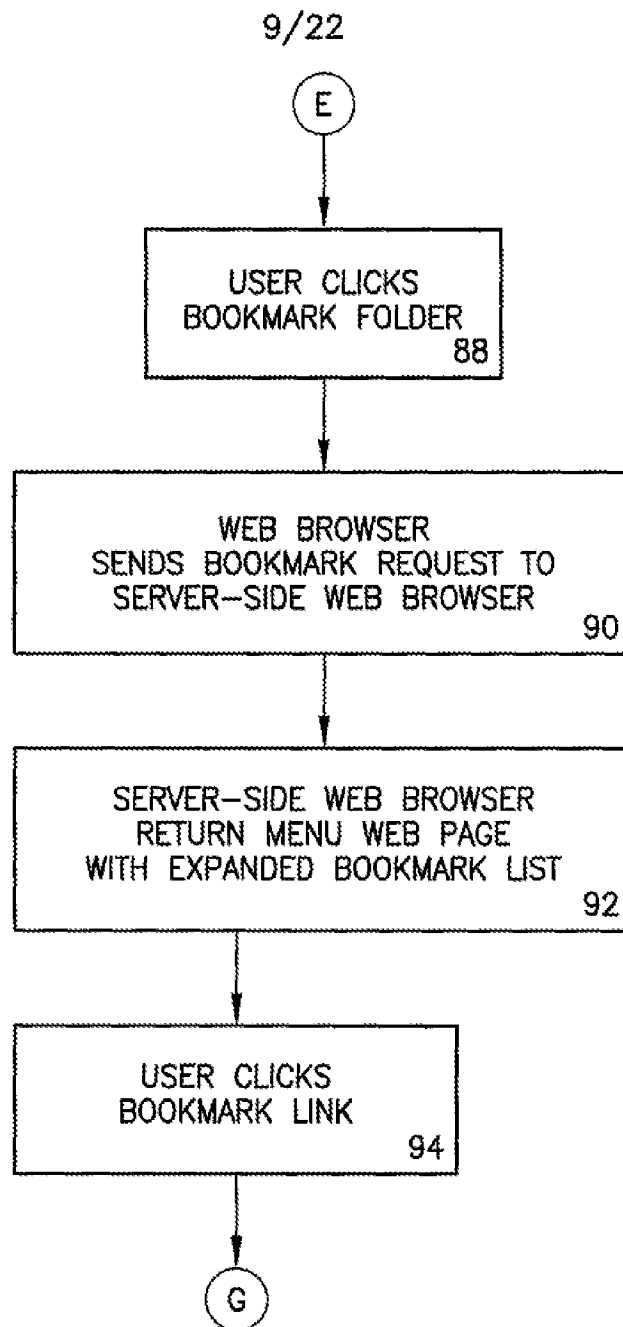 9/22
E
USER CLICKS
BOOKMARK FOLDER
88
WEB BROWSER
SENDS BOOKMARK REQUEST TO
SERVER-SIDE WEB BROWSER
90
SERVER-SIDE WEB BROWSER
RETURN MENU WEB PAGE
WITH EXPANDED BOOKMARK LIST
92
USER CLICKS
BOOKMARK LINK
94
G